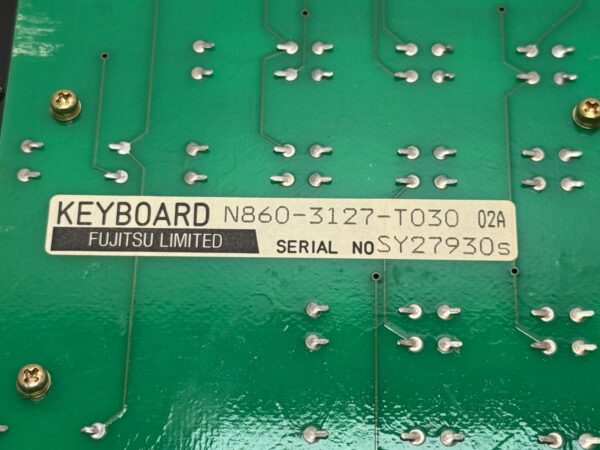 KEYBOARD N860-3127-T030 02A
FUJITSU LIMITED SERIAL NO SY27930s